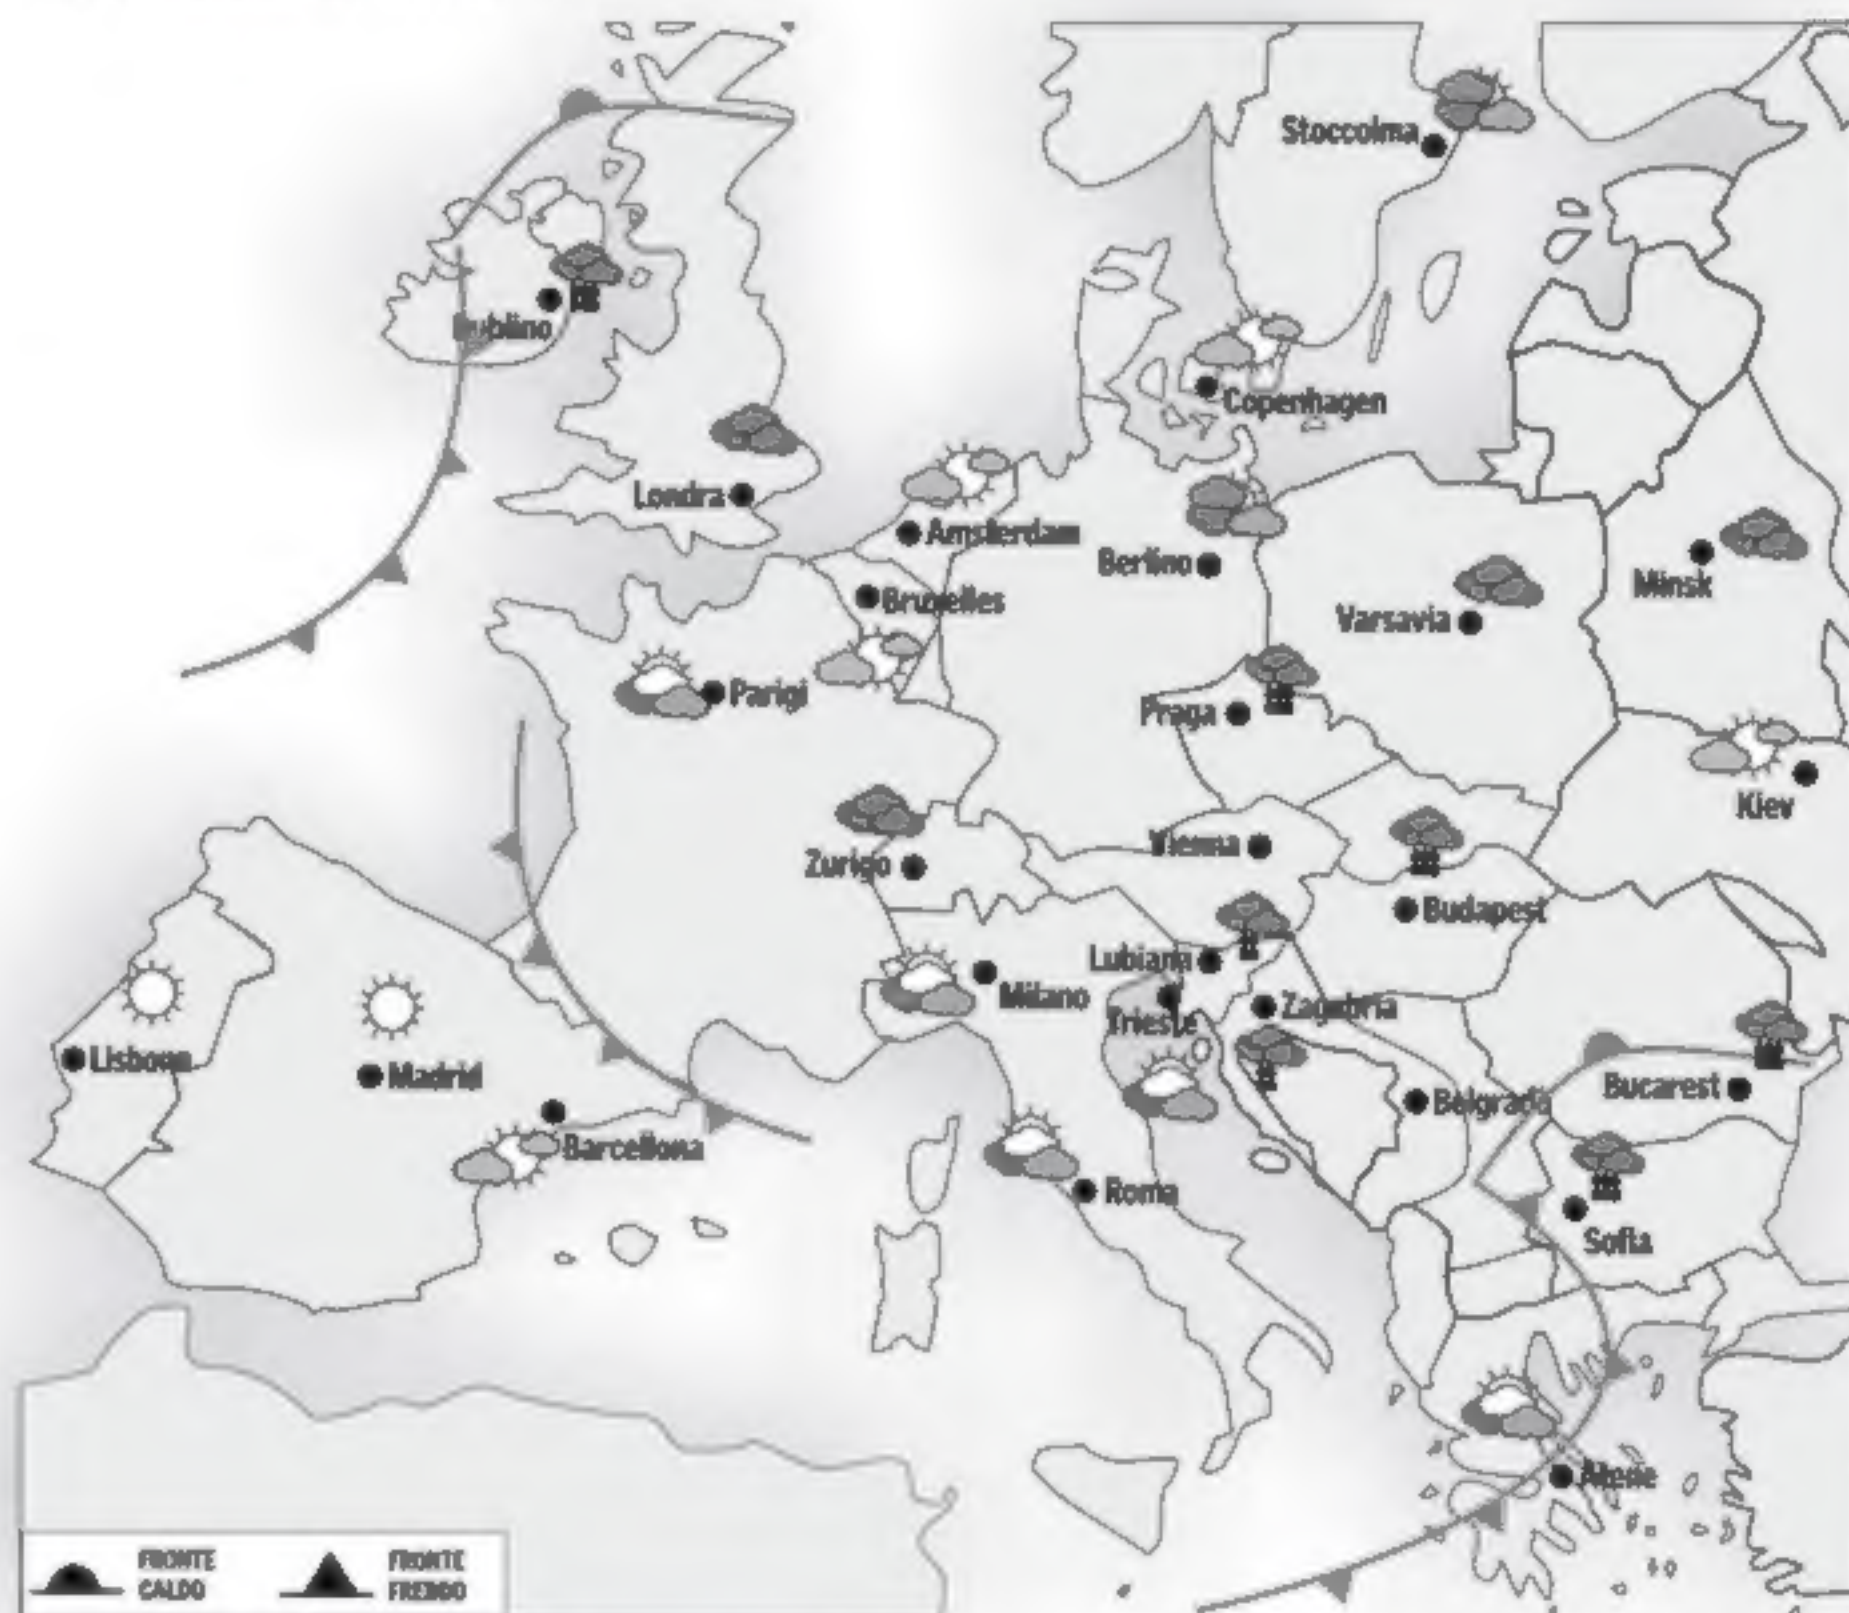 Stoccolma
Dublino
Copenhagen
Londra
Amsterdam
Berlino
Minsk
Bruxelles
Varsavia
Parigi
Praga
Kiev
Vienna
Zurigo
Budapest
Lubiana
Milano
Zagabria
Trieste
Lisbona
Madrid
Bucarest
Belgrado
Barcellona
Roma
Sofia
Atene
FRONTE
CALDO
FRONTE
FREDDO